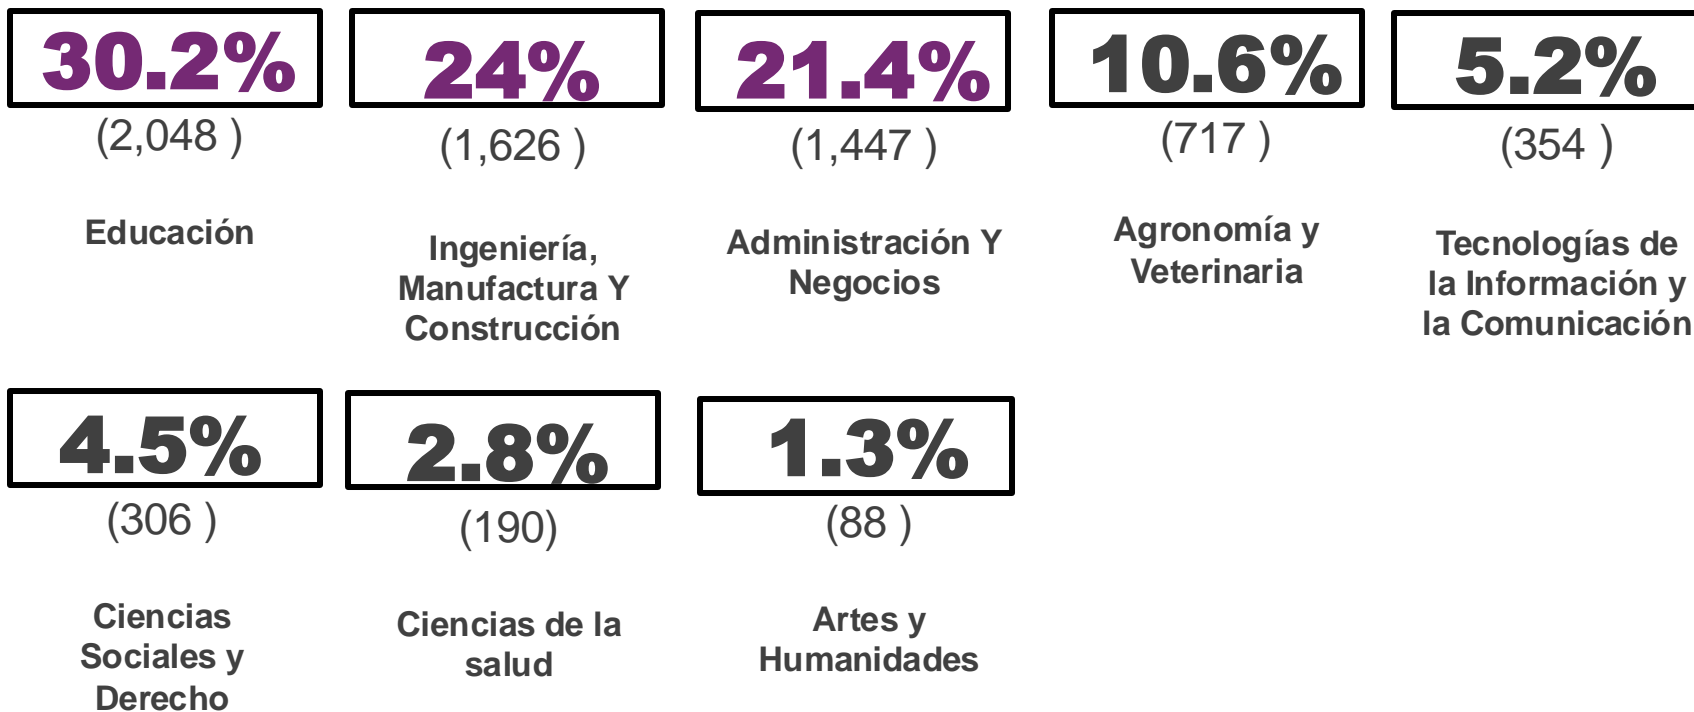 30.2%
(2,048 )
Educación
24%
(1,626 )
Ingeniería,
Manufactura Y
Construcción
21.4%
(1,447 )
Administración Y
Negocios
10.6%
(717 )
Agronomía y
Veterinaria
5.2%
(354 )
Tecnologías de
la Información y
la Comunicación
4.5%
(306 )
Ciencias
Sociales y
Derecho
2.8%
(190)
Ciencias de la
salud
1.3%
(88 )
Artes y
Humanidades